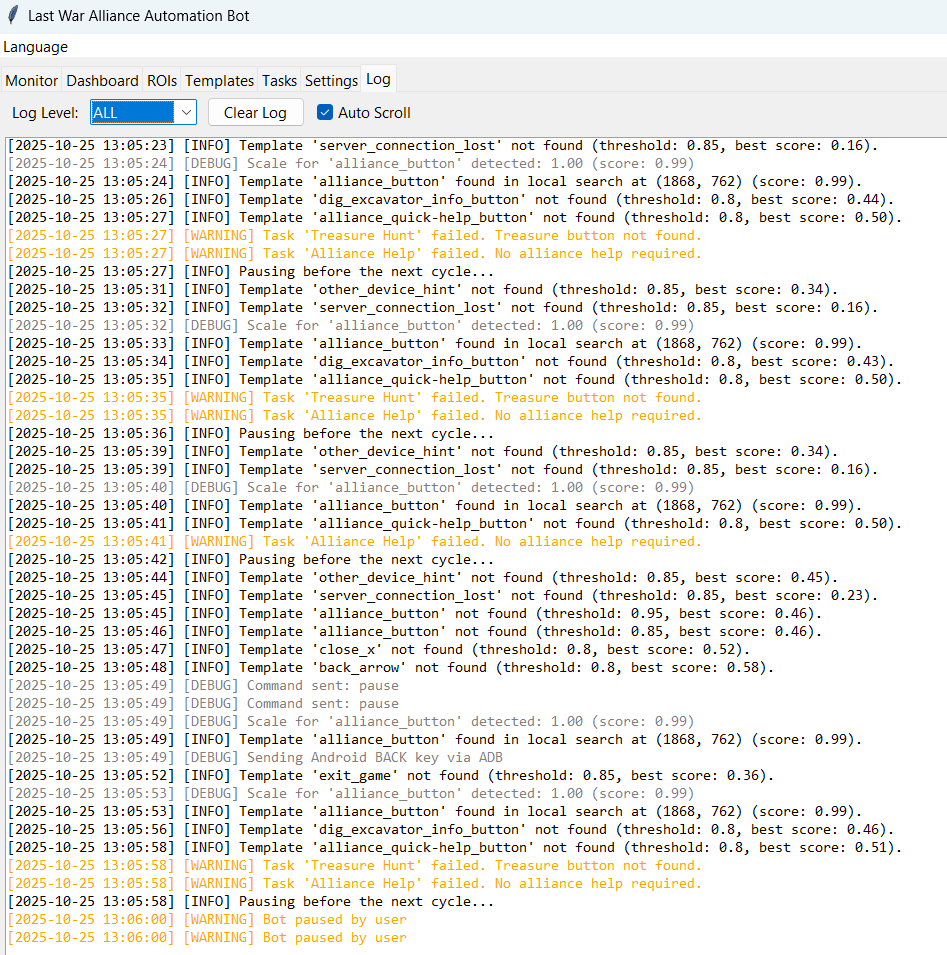 Last War Alliance Automation Bot
Language
Monitor Dashboard ROIs Templates Tasks Settings Log
Log Level: ALL Clear Log Auto Scroll
[2025-10-25 13:05:23] [INFO] Template 'server_connection_lost' not found (threshold: 0.85, best score: 0.16).
[2025-10-25 13:05:24] [DEBUG] Scale for 'alliance_button' detected: 1.00 (score: 0.99)
[2025-10-25 13:05:24] [INFO] Template 'alliance_button' found in local search at (1868, 762) (score: 0.99).
[2025-10-25 13:05:26] [INFO] Template 'dig_excavator_info_button' not found (threshold: 0.8, best score: 0.44).
[2025-10-25 13:05:27] [INFO] Template 'alliance_quick-help_button' not found (threshold: 0.8, best score: 0.50).
[2025-10-25 13:05:27] [WARNING] Task 'Treasure Hunt' failed. Treasure button not found.
[2025-10-25 13:05:27] [WARNING] Task 'Alliance Help' failed. No alliance help required.
[2025-10-25 13:05:27] [INFO] Pausing before the next cycle...
[2025-10-25 13:05:31] [INFO] Template 'other_device_hint' not found (threshold: 0.85, best score: 0.34).
[2025-10-25 13:05:32] [INFO] Template 'server_connection_lost' not found (threshold: 0.85, best score: 0.16).
[2025-10-25 13:05:32] [DEBUG] Scale for 'alliance_button' detected: 1.00 (score: 0.99)
[2025-10-25 13:05:33] [INFO] Template 'alliance_button' found in local search at (1868, 762) (score: 0.99).
[2025-10-25 13:05:34] [INFO] Template 'dig_excavator_info_button' not found (threshold: 0.8, best score: 0.43).
[2025-10-25 13:05:35] [INFO] Template 'alliance_quick-help_button' not found (threshold: 0.8, best score: 0.50).
[2025-10-25 13:05:35] [WARNING] Task 'Treasure Hunt' failed. Treasure button not found.
[2025-10-25 13:05:35] [WARNING] Task 'Alliance Help' failed. No alliance help required.
[2025-10-25 13:05:36] [INFO] Pausing before the next cycle...
[2025-10-25 13:05:39] [INFO] Template 'other_device_hint' not found (threshold: 0.85, best score: 0.34).
[2025-10-25 13:05:39] [INFO] Template 'server_connection_lost' not found (threshold: 0.85, best score: 0.16).
[2025-10-25 13:05:40] [DEBUG] Scale for 'alliance_button' detected: 1.00 (score: 0.99)
[2025-10-25 13:05:40] [INFO] Template 'alliance_button' found in local search at (1868, 762) (score: 0.99).
[2025-10-25 13:05:41] [INFO] Template 'alliance_quick-help_button' not found (threshold: 0.8, best score: 0.50).
[2025-10-25 13:05:41] [WARNING] Task 'Alliance Help' failed. No alliance help required.
[2025-10-25 13:05:42] [INFO] Pausing before the next cycle...
[2025-10-25 13:05:44] [INFO] Template 'other_device_hint' not found (threshold: 0.85, best score: 0.45).
[2025-10-25 13:05:45] [INFO] Template 'server_connection_lost' not found (threshold: 0.85, best score: 0.23).
[2025-10-25 13:05:45] [INFO] Template 'alliance_button' not found (threshold: 0.95, best score: 0.46).
[2025-10-25 13:05:46] [INFO] Template 'alliance_button' not found (threshold: 0.85, best score: 0.46).
[2025-10-25 13:05:47] [INFO] Template 'close_x' not found (threshold: 0.8, best score: 0.52).
[2025-10-25 13:05:48] [INFO] Template 'back_arrow' not found (threshold: 0.8, best score: 0.58).
[2025-10-25 13:05:49] [DEBUG] Command sent: pause
[2025-10-25 13:05:49] [DEBUG] Command sent: pause
[2025-10-25 13:05:49] [DEBUG] Scale for 'alliance_button' detected: 1.00 (score: 0.99)
[2025-10-25 13:05:49] [INFO] Template 'alliance_button' found in local search at (1868, 762) (score: 0.99).
[2025-10-25 13:05:49] [DEBUG] Sending Android BACK key via ADB
[2025-10-25 13:05:52] [INFO] Template 'exit_game' not found (threshold: 0.85, best score: 0.36).
[2025-10-25 13:05:53] [DEBUG] Scale for 'alliance_button' detected: 1.00 (score: 0.99)
[2025-10-25 13:05:53] [INFO] Template 'alliance_button' found in local search at (1868, 762) (score: 0.99).
[2025-10-25 13:05:56] [INFO] Template 'dig_excavator_info_button' not found (threshold: 0.8, best score: 0.46).
[2025-10-25 13:05:58] [INFO] Template 'alliance_quick-help_button' not found (threshold: 0.8, best score: 0.51).
[2025-10-25 13:05:58] [WARNING] Task 'Treasure Hunt' failed. Treasure button not found.
[2025-10-25 13:05:58] [WARNING] Task 'Alliance Help' failed. No alliance help required.
[2025-10-25 13:05:58] [INFO] Pausing before the next cycle...
[2025-10-25 13:06:00] [WARNING] Bot paused by user
[2025-10-25 13:06:00] [WARNING] Bot paused by user